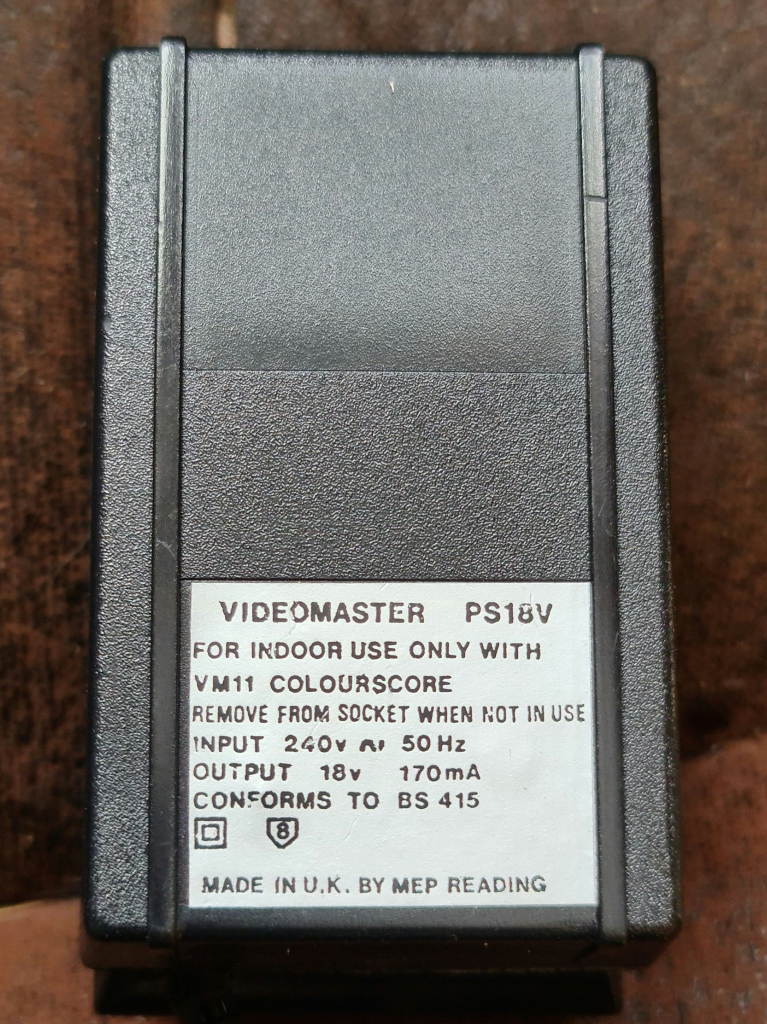 VIDEOMASTER PS18V
FOR INDOOR USE ONLY WITH
VM11 COLOURSCORE
REMOVE FROM SOCKET WHEN NOT IN USE
INPUT 240v ∿ 50Hz
OUTPUT 18v 170mA
CONFORMS TO BS 415
8
MADE IN U.K. BY MEP READING